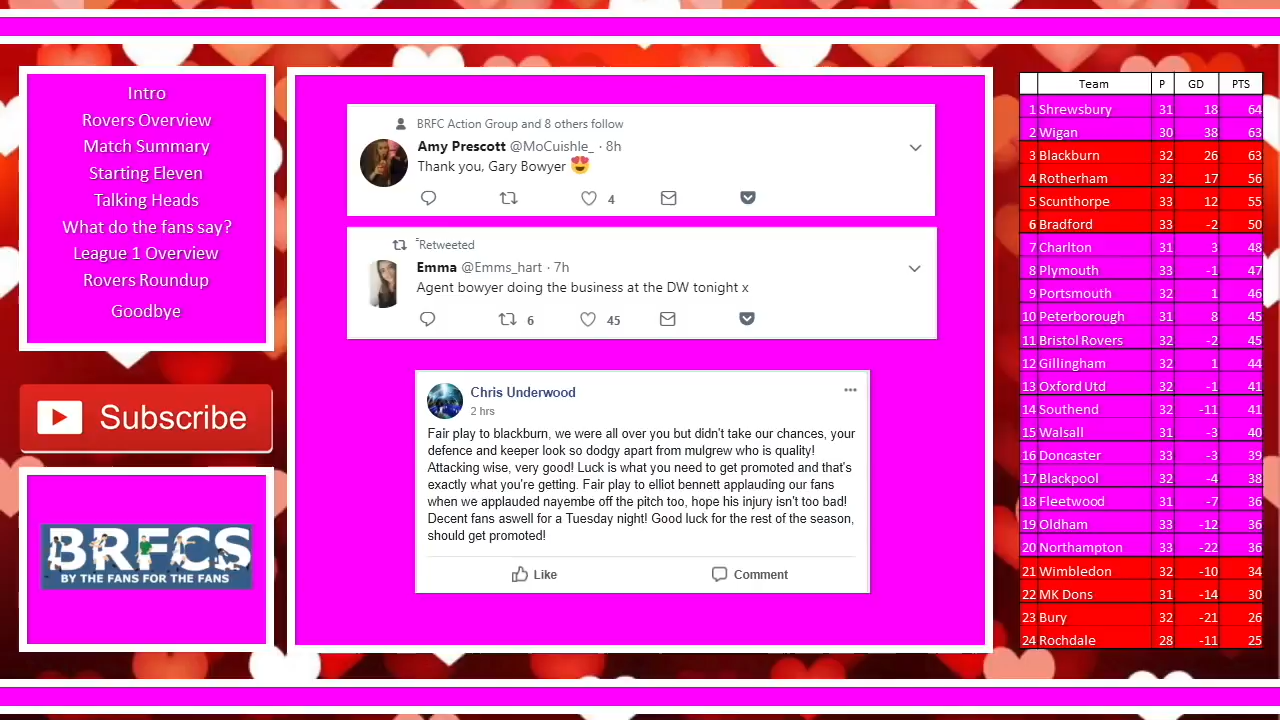 Intro
Rovers Overview
Match Summary
Starting Eleven
Talking Heads
What do the fans say?
League 1 Overview
Rovers Roundup
Goodbye
Subscribe
BRFCS
BY THE FANS FOR THE FANS
BRFC Action Group and 8 others follow
Amy Prescott @MoCuishle_ · 8h
Thank you, Gary Bowyer 😍
4
Retweeted
Emma @Emms_hart · 7h
Agent bowyer doing the business at the DW tonight x
6 45
Chris Underwood
2 hrs
Fair play to blackburn, we were all over you but didn't take our chances, your
defence and keeper look so dodgy apart from mulgrew who is quality!
Attacking wise, very good! Luck is what you need to get promoted and that's
exactly what you're getting. Fair play to elliot bennett applauding our fans
when we applauded nayembe off the pitch too, hope his injury isn't too bad!
Decent fans aswell for a Tuesday night! Good luck for the rest of the season,
should get promoted!
Like Comment
Team P GD PTS
1 Shrewsbury 31 18 64
2 Wigan 30 38 63
3 Blackburn 32 26 63
4 Rotherham 32 17 56
5 Scunthorpe 33 12 55
6 Bradford 33 -2 50
7 Charlton 31 3 48
8 Plymouth 33 -1 47
9 Portsmouth 32 1 46
10 Peterborough 31 8 45
11 Bristol Rovers 32 -2 45
12 Gillingham 32 1 44
13 Oxford Utd 32 -1 41
14 Southend 32 -11 41
15 Walsall 31 -3 40
16 Doncaster 33 -3 39
17 Blackpool 32 -4 38
18 Fleetwood 31 -7 36
19 Oldham 33 -12 36
20 Northampton 33 -22 36
21 Wimbledon 32 -10 34
22 MK Dons 31 -14 30
23 Bury 32 -21 26
24 Rochdale 28 -11 25